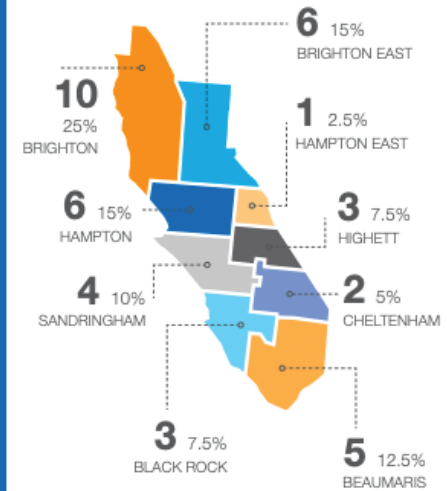 6 15%
BRIGHTON EAST
10
25%
BRIGHTON
1 2.5%
HAMPTON EAST
6 15%
HAMPTON
3 7.5%
HIGHETT
4 10%
SANDRINGHAM
2 5%
CHELTENHAM
3 7.5%
BLACK ROCK
5 12.5%
BEAUMARIS